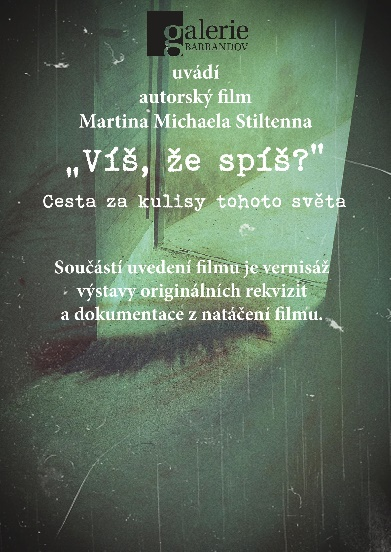 galerie
BARRANDOV
uvádí
autorský film
Martina Michaela Stiltenna
„Víš, že spíš?"
Cesta za kulisy tohoto světa
Součástí uvedení filmu je vernisáž
výstavy originálních rekvizit
a dokumentace z natáčení filmu.